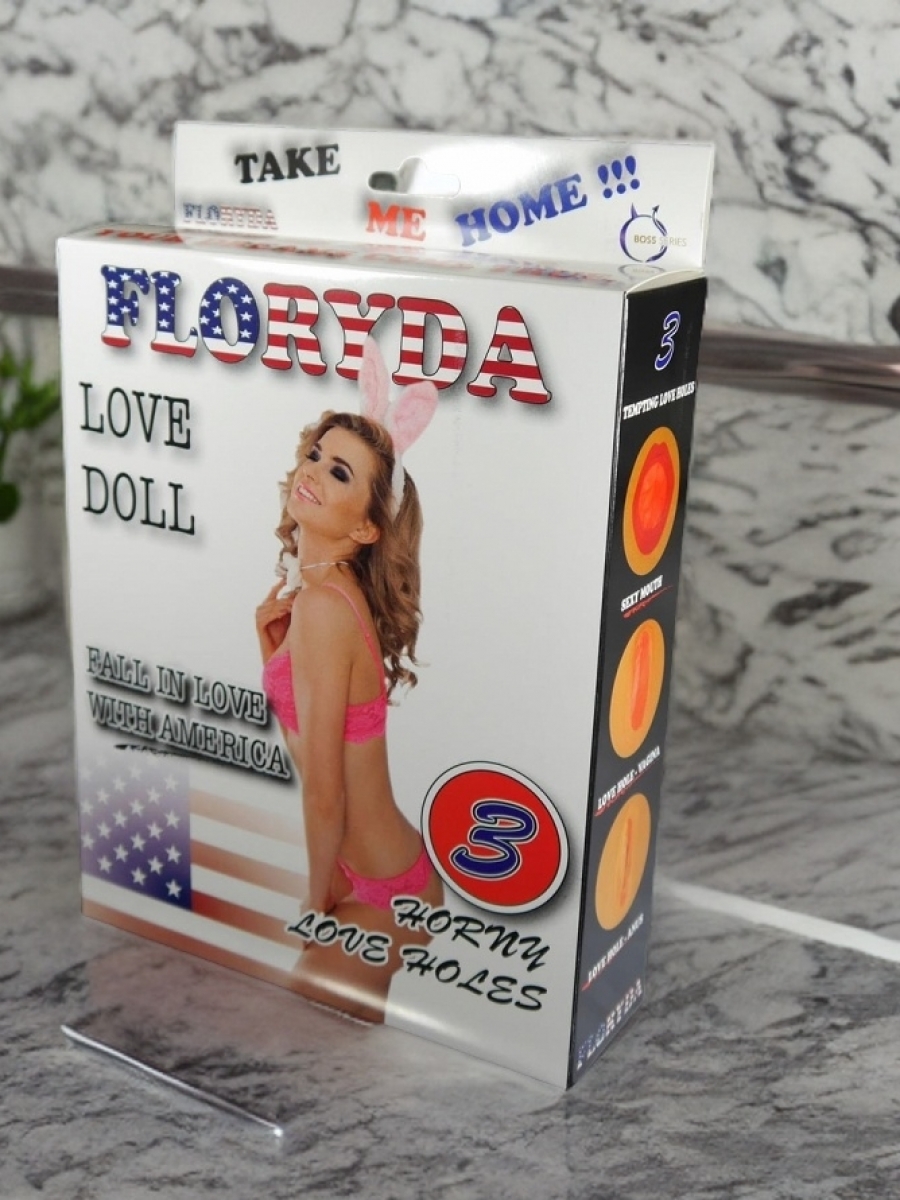 TAKE
ME HOME !!!
FLORYDA
BOSS SERIES
FLORYDA
LOVE
DOLL
FALL IN LOVE
WITH AMERICA
3
HORNY
LOVE HOLES
3
TEMPTING LOVE HOLES
SEXY MOUTH
LOVE HOLE - VAGINA
LOVE HOLE - ANUS
FLORYDA